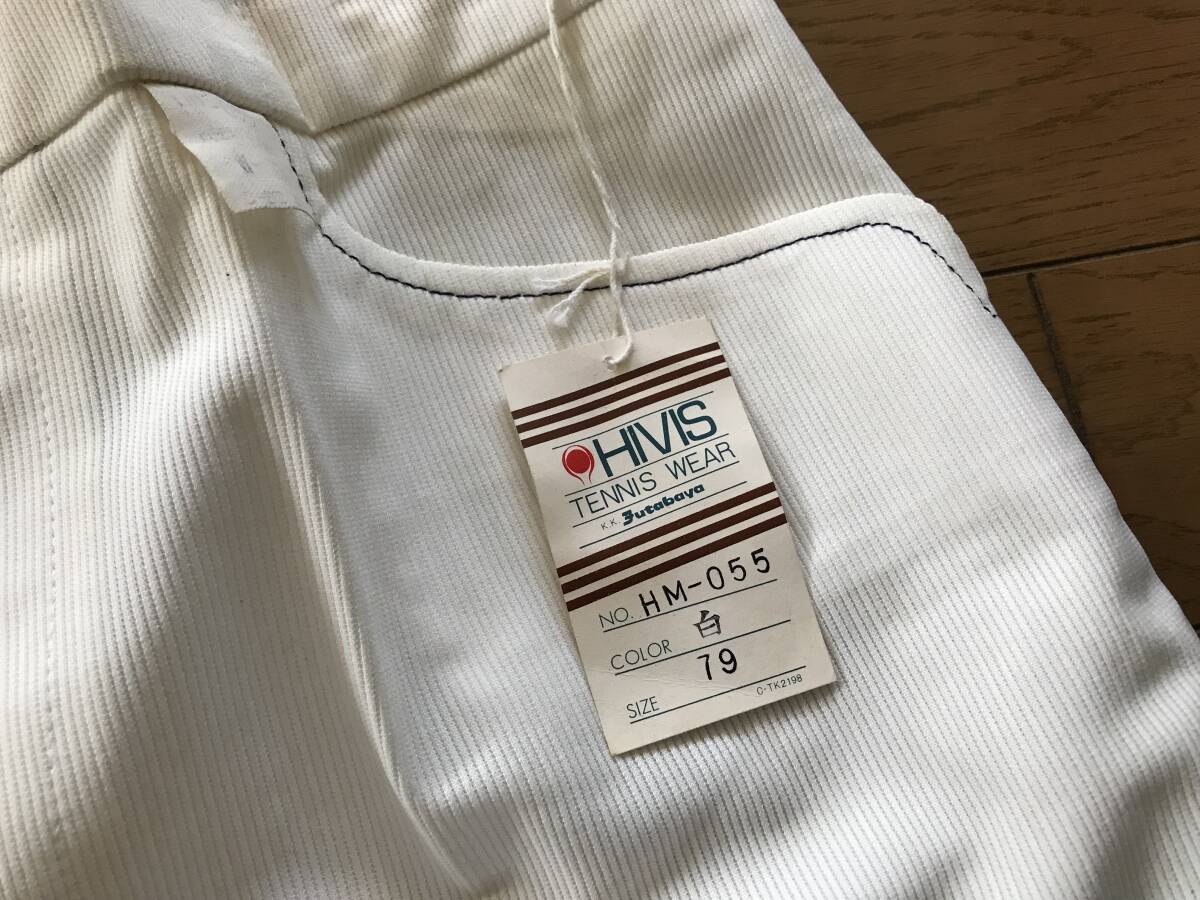 HIVIS
TENNIS WEAR
K.K. Futabaya
NO. HM-055
COLOR 白
SIZE 79
C-TK2198